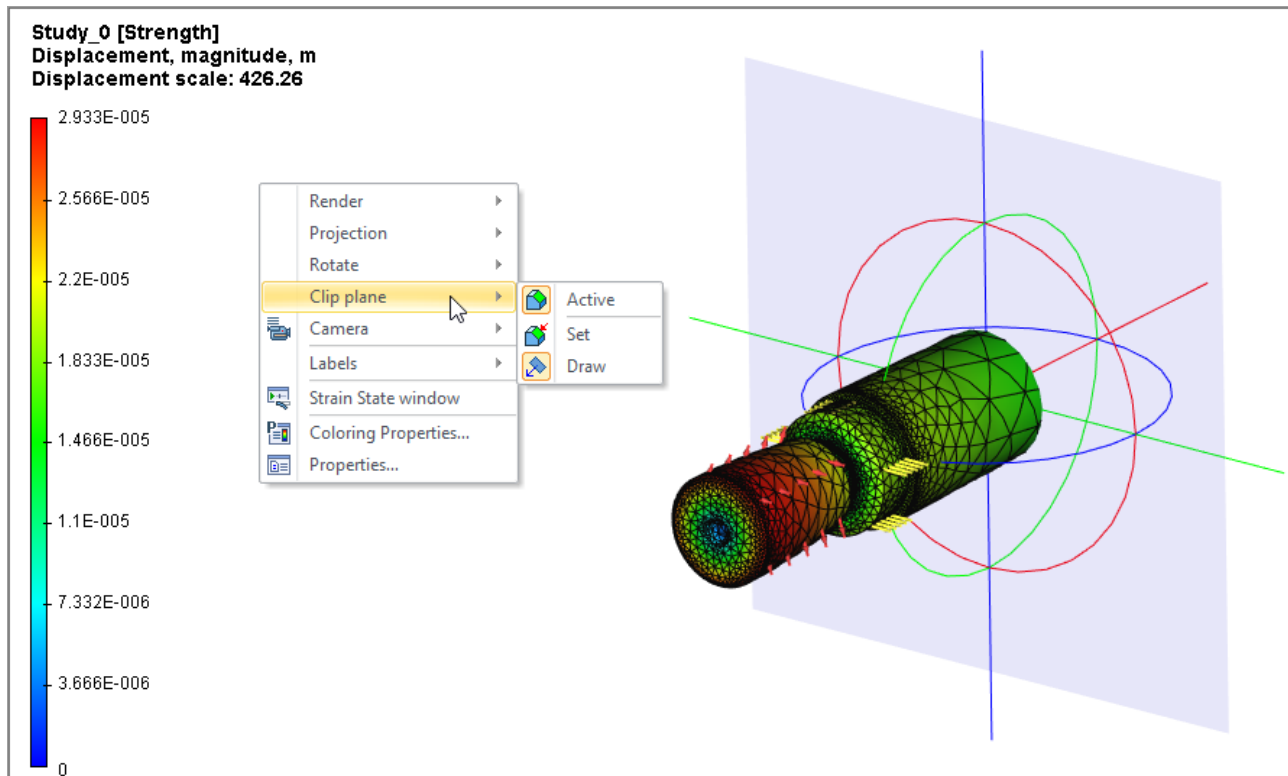 Study_0 [Strength]
Displacement, magnitude, m
Displacement scale: 426.26
2.933E-005
2.566E-005
2.2E-005
1.833E-005
1.466E-005
1.1E-005
7.332E-006
3.666E-006
0
Render
Projection
Rotate
Clip plane
Camera
Labels
Strain State window
Coloring Properties...
Properties...
Active
Set
Draw